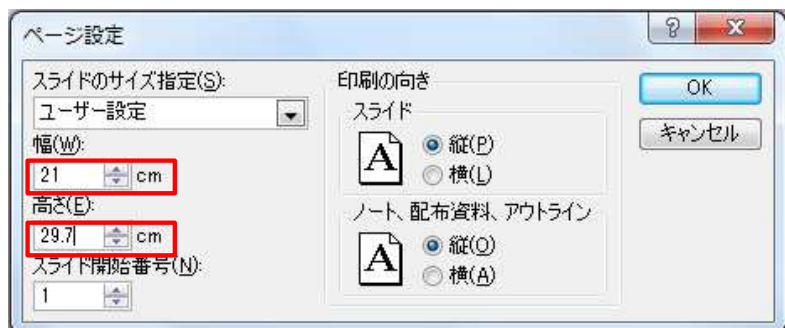 ページ設定
スライドのサイズ指定(S):
ユーザー設定
幅(W):
21 cm
高さ(E):
29.7 cm
スライド開始番号(N):
1
印刷の向き
スライド
A
縦(P)
横(L)
ノート、配布資料、アウトライン
A
縦(O)
横(A)
OK
キャンセル